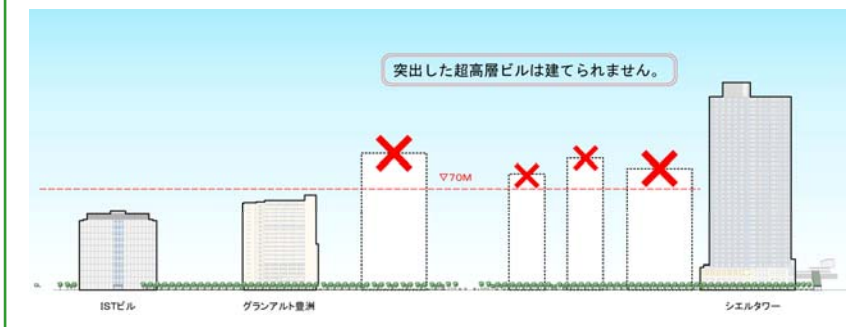 突出した超高層ビルは建てられません。
▽70M
ISTビル
グランアルト豊洲
シエルタワー